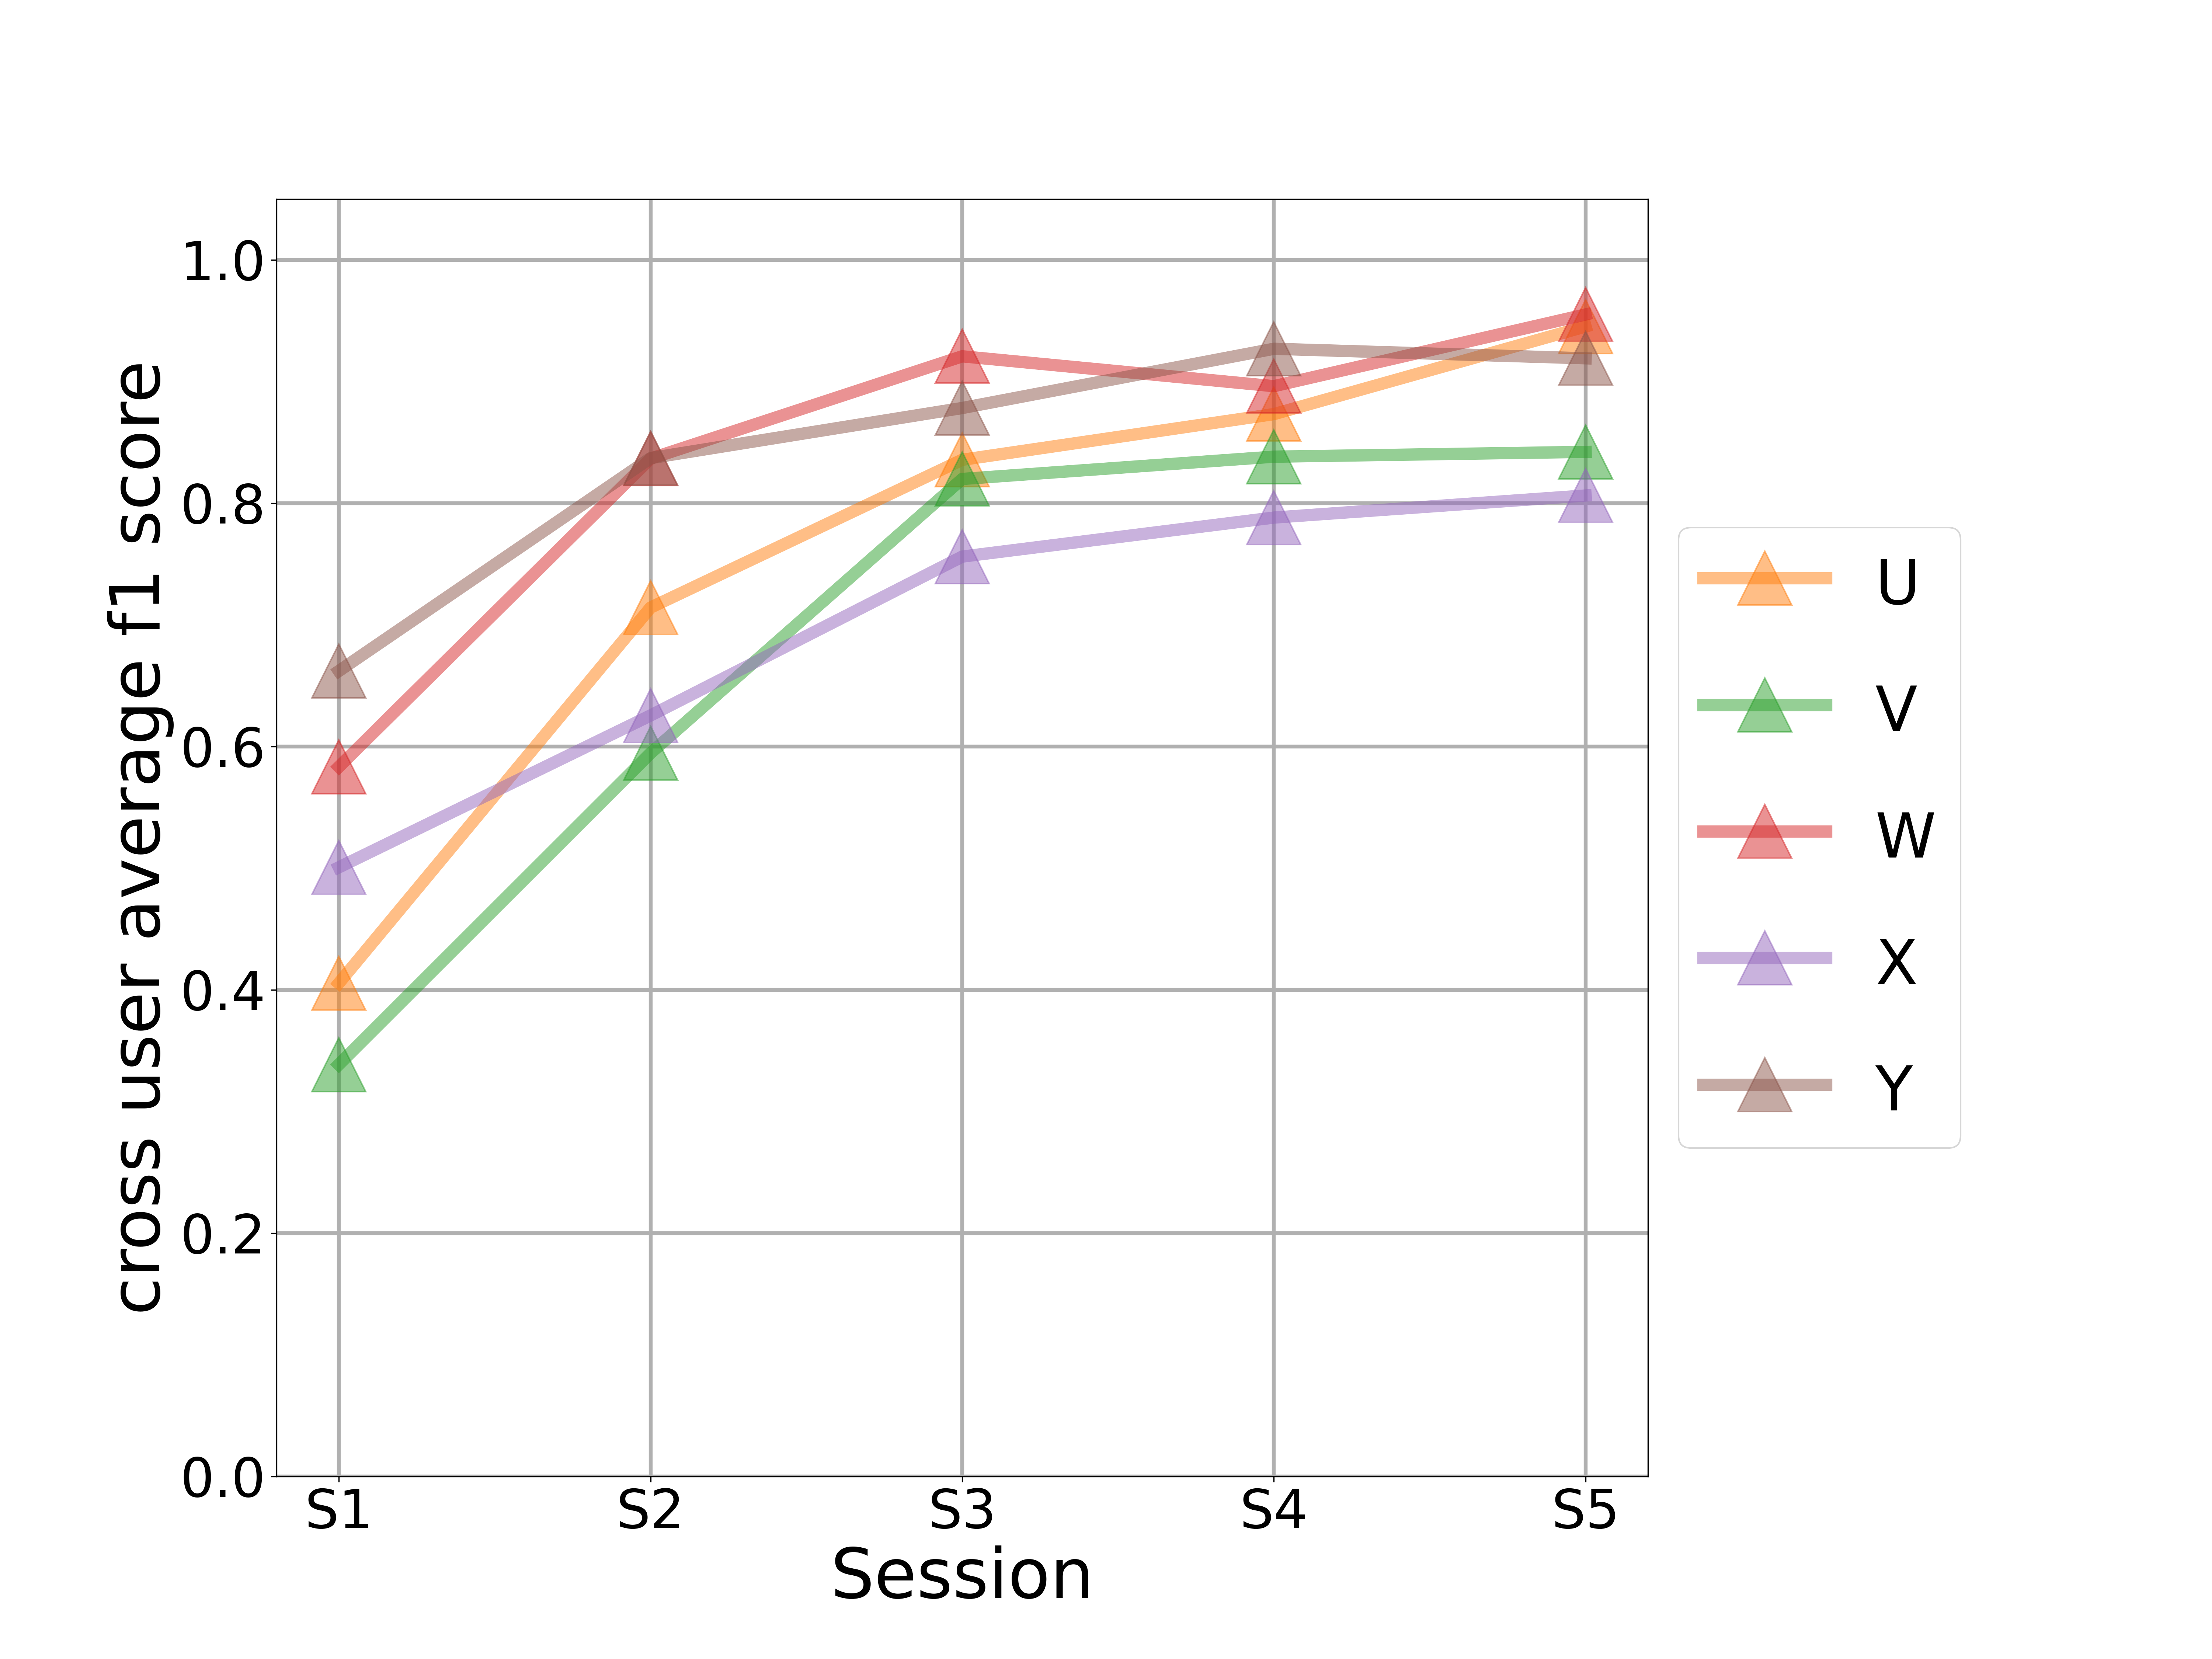 cross user average f1 score
1.0
0.8
0.6
0.4
0.2
0.0
S1 S2 S3 S4 S5
Session
U
V
W
X
Y